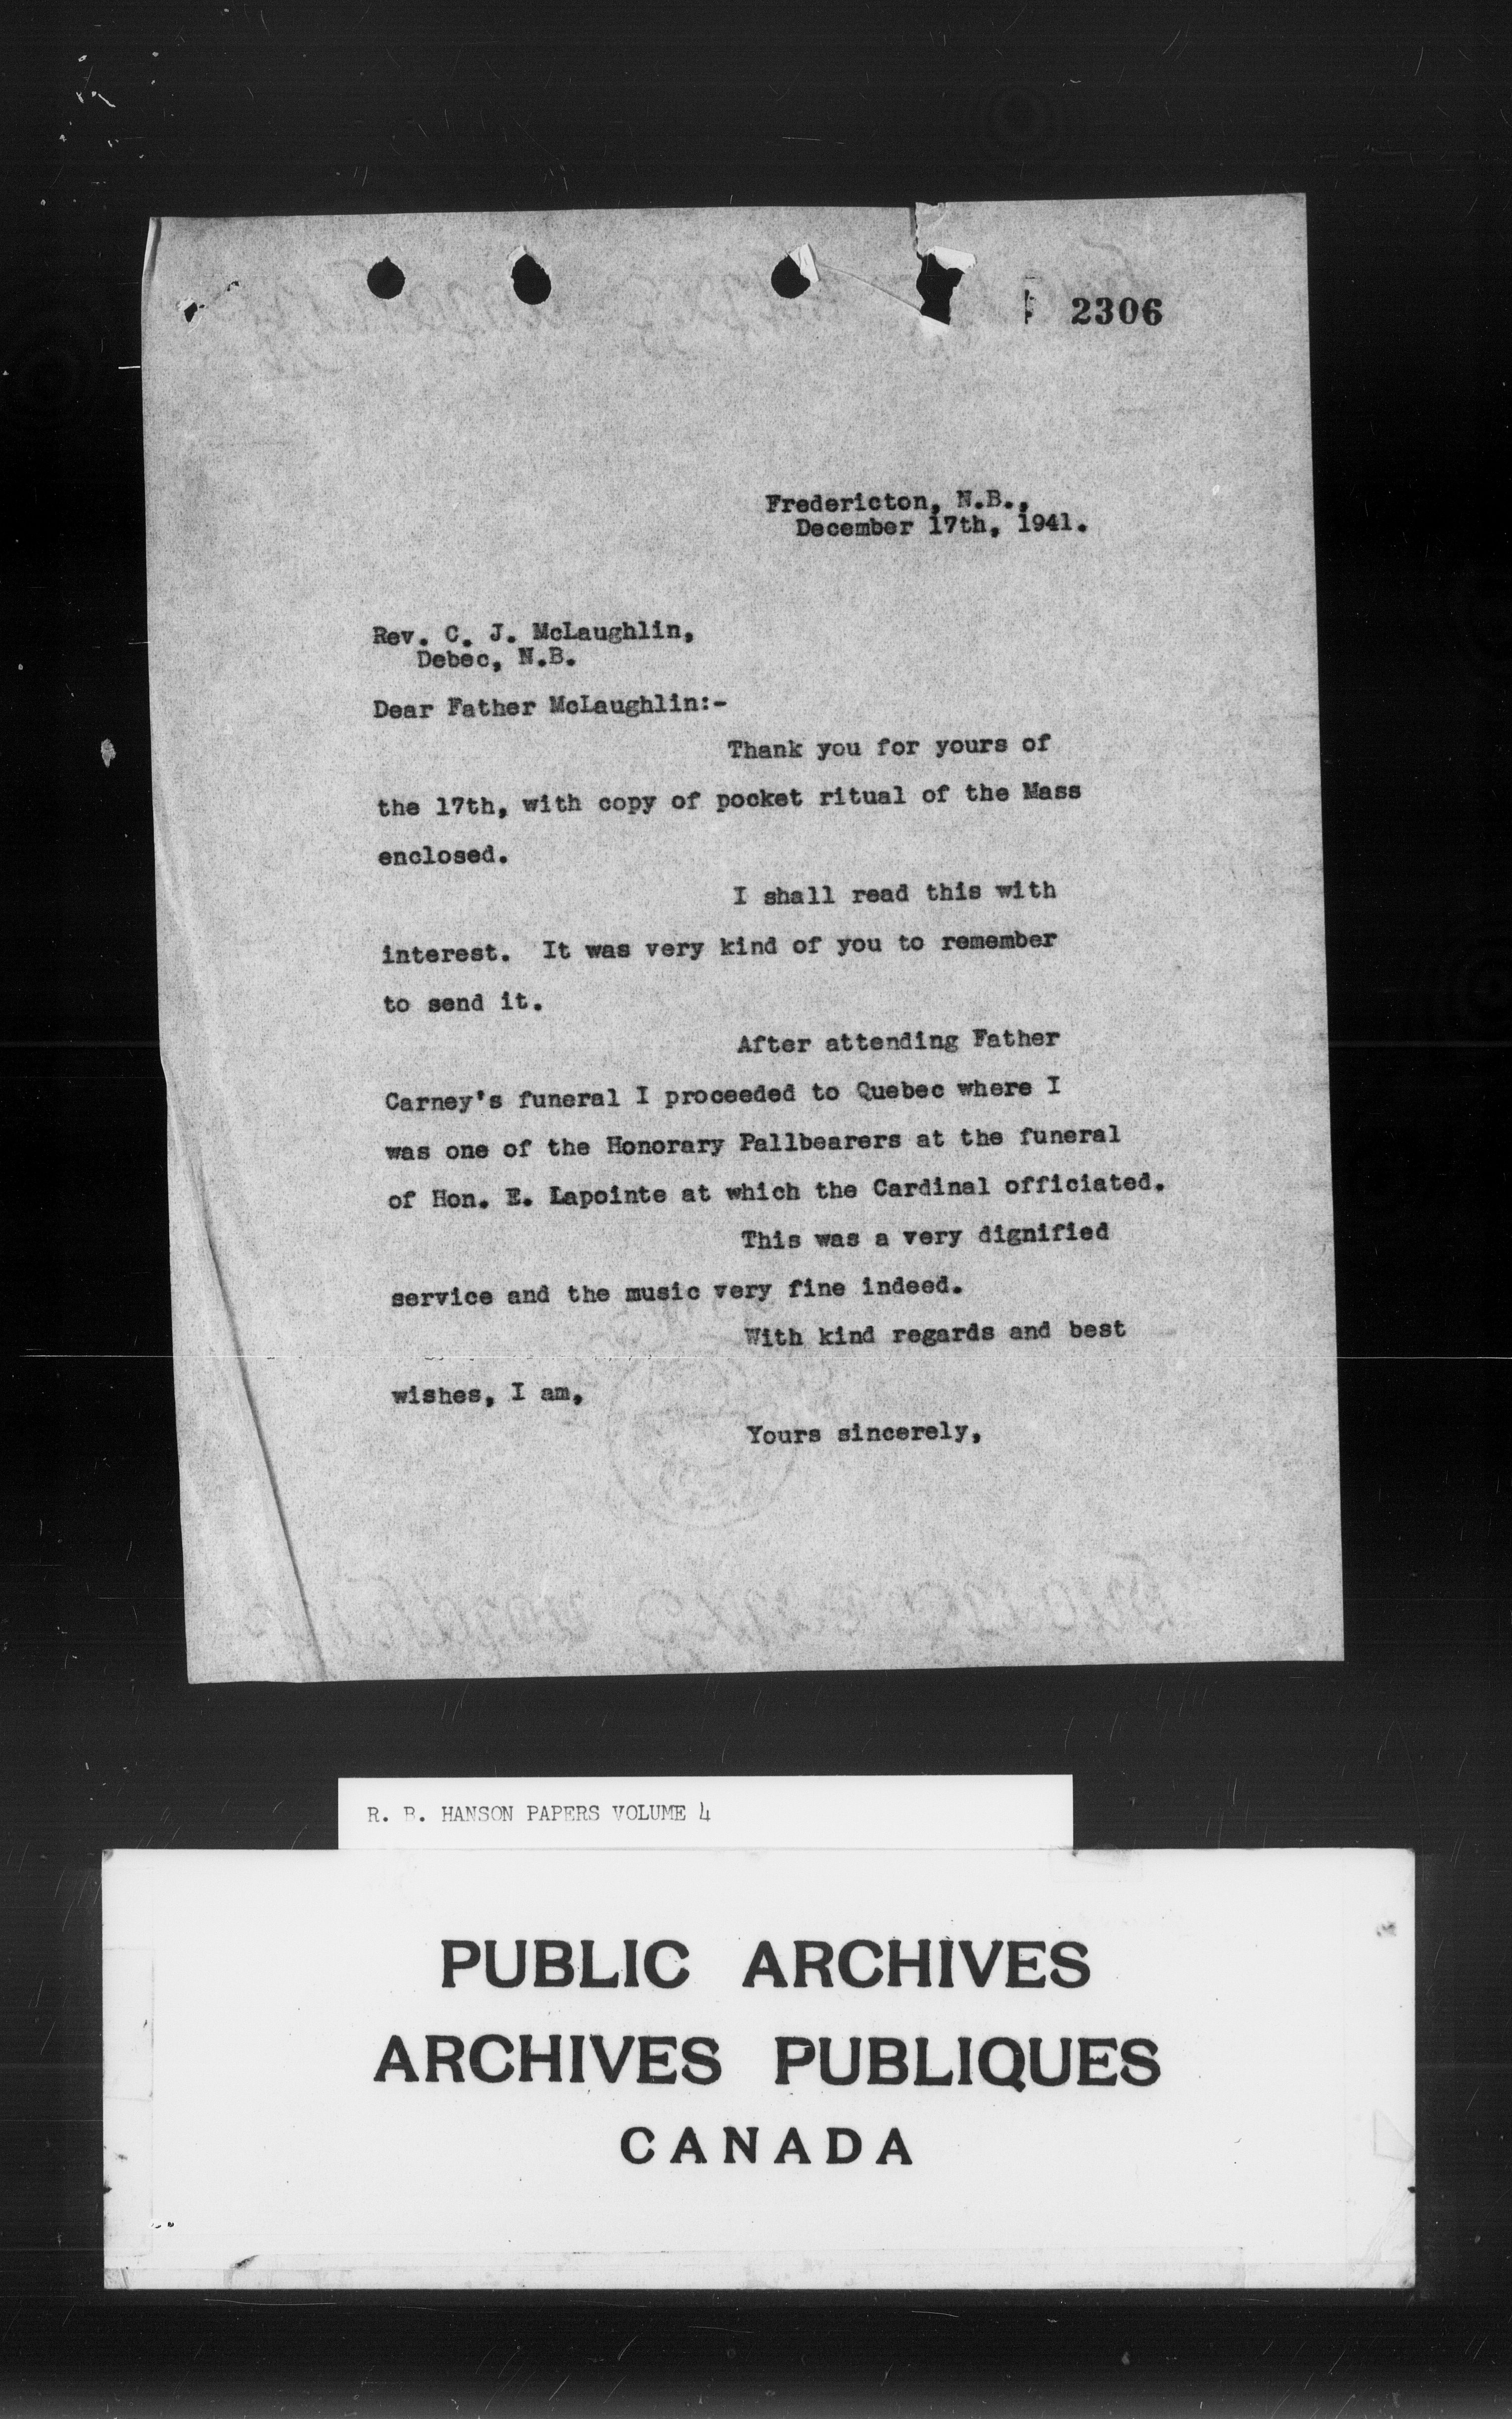 2306
Fredericton, N.B.,
December 17th, 1941.
Rev. C. J. McLaughlin,
Debec, N.B.
Dear Father McLaughlin:-
Thank you for yours of
the 17th, with copy of pocket ritual of the Mass
enclosed.
I shall read this with
interest. It was very kind of you to remember
to send it.
After attending Father
Carney's funeral I proceeded to Quebec where I
was one of the Honorary Pallbearers at the funeral
of Hon. E. Lapointe at which the Cardinal officiated.
This was a very dignified
service and the music very fine indeed.
With kind regards and best
wishes, I am,
Yours sincerely,
R. B. HANSON PAPERS VOLUME 4
PUBLIC ARCHIVES
ARCHIVES PUBLIQUES
CANADA